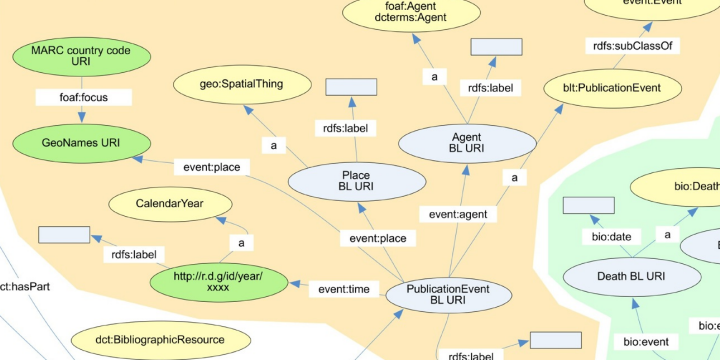 foaf:Agent
dcterms:Agent
event:Event
MARC country code
URI
rdfs:subClassOf
a
rdfs:label
geo:SpatialThing
blt:PublicationEvent
foaf:focus
rdfs:label
GeoNames URI
a
Agent
BL URI
event:place
Place
BL URI
a
bio:Death
CalendarYear
event:agent
bio:date
a
rdfs:label
a
event:place
http://r.d.g/id/year/
xxxx
Death BL URI
ct:hasPart
event:time
PublicationEvent
BL URI
dct:BibliographicResource
bio:event
rdfs:label